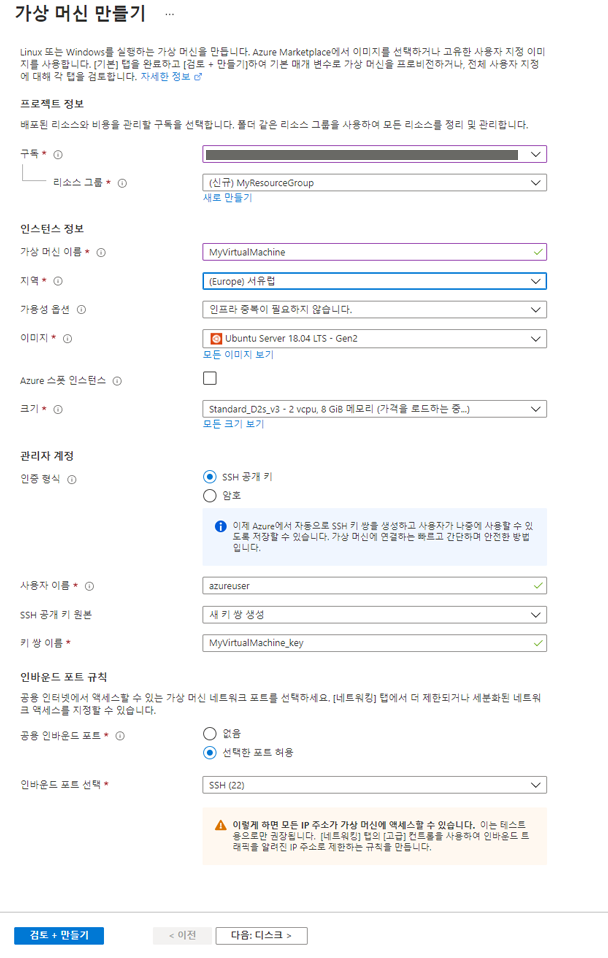 가상 머신 만들기 ...
Linux 또는 Windows를 실행하는 가상 머신을 만듭니다. Azure Marketplace에서 이미지를 선택하거나 고유한 사용자 지정 이미
지를 사용합니다. [기본] 탭을 완료하고 [검토 + 만들기]하여 기본 매개 변수로 가상 머신을 프로비전하거나, 전체 사용자 지정
에 대해 각 탭을 검토합니다. 자세한 정보
프로젝트 정보
배포된 리소스와 비용을 관리할 구독을 선택합니다. 폴더 같은 리소스 그룹을 사용하여 모든 리소스를 정리 및 관리합니다.
구독 *
리소스 그룹 * (신규) MyResourceGroup
새로 만들기
인스턴스 정보
가상 머신 이름 * MyVirtualMachine
지역 * (Europe) 서유럽
가용성 옵션 인프라 중복이 필요하지 않습니다.
이미지 * Ubuntu Server 18.04 LTS - Gen2
모든 이미지 보기
Azure 스폿 인스턴스
크기 * Standard_D2s_v3 - 2 vcpu, 8 GiB 메모리 (가격을 로드하는 중...)
모든 크기 보기
관리자 계정
인증 형식 SSH 공개 키
암호
이제 Azure에서 자동으로 SSH 키 쌍을 생성하고 사용자가 나중에 사용할 수 있
도록 저장할 수 있습니다. 가상 머신에 연결하는 빠르고 간단하며 안전한 방법
입니다.
사용자 이름 * azureuser
SSH 공개 키 원본 새 키 쌍 생성
키 쌍 이름 * MyVirtualMachine_key
인바운드 포트 규칙
공용 인터넷에서 액세스할 수 있는 가상 머신 네트워크 포트를 선택하세요. [네트워킹] 탭에서 더 제한되거나 세분화된 네트워
크 액세스를 지정할 수 있습니다.
공용 인바운드 포트 * 없음
선택한 포트 허용
인바운드 포트 선택 * SSH (22)
이렇게 하면 모든 IP 주소가 가상 머신에 액세스할 수 있습니다. 이는 테스트
용으로만 권장됩니다. [네트워킹] 탭의 [고급] 컨트롤을 사용하여 인바운드 트
래픽을 알려진 IP 주소로 제한하는 규칙을 만듭니다.
검토 + 만들기 < 이전 다음: 디스크 >